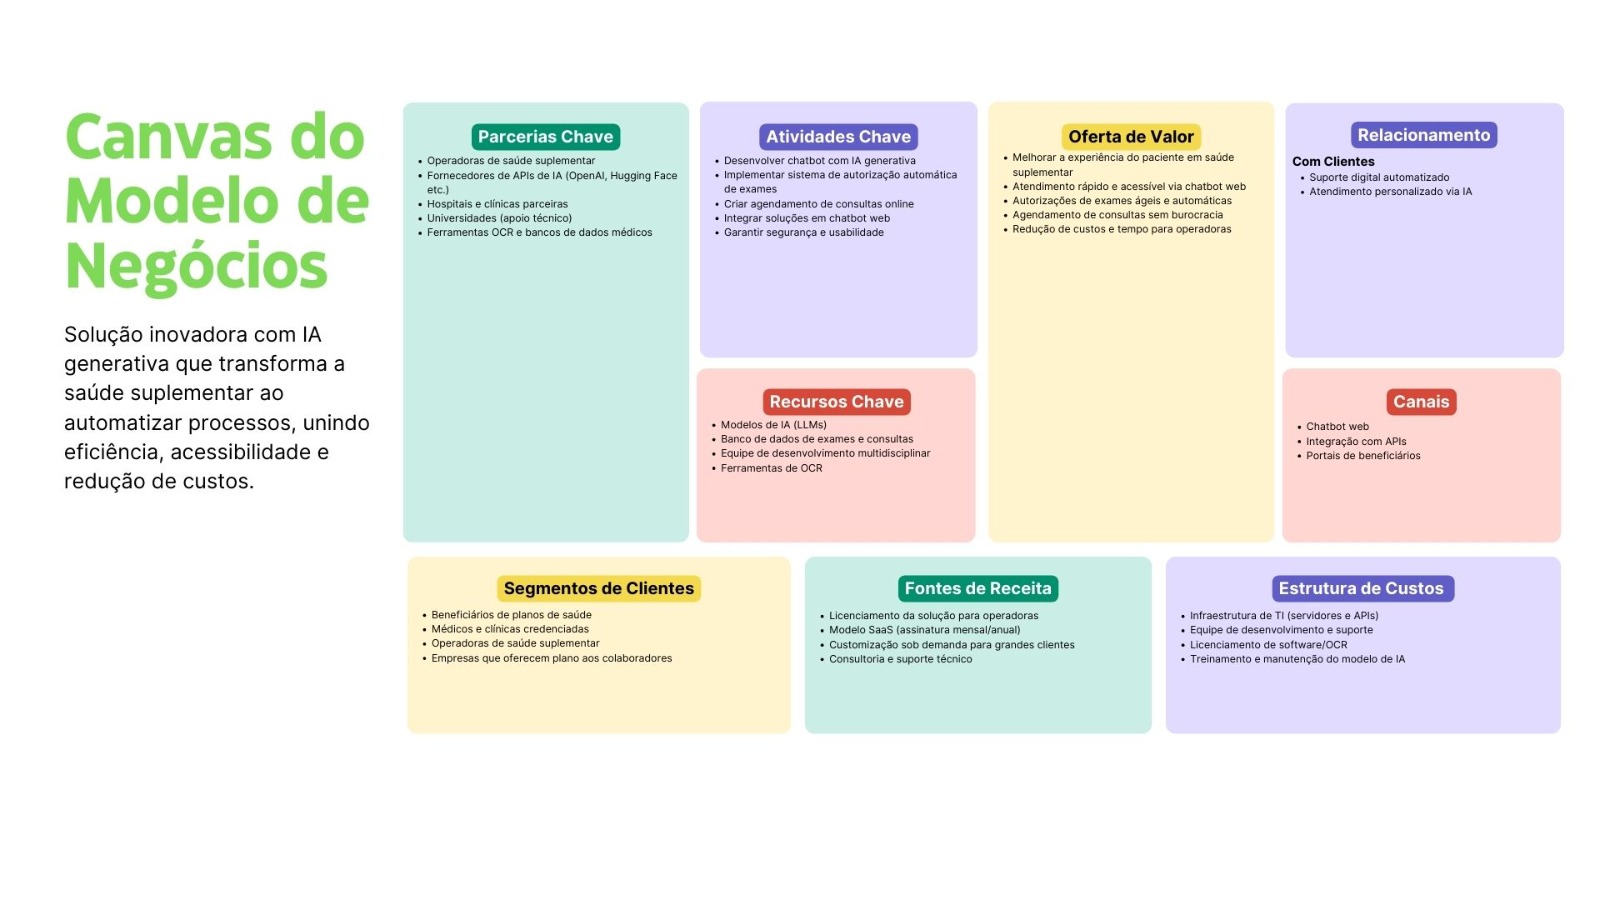 Canvas do
Modelo de
Negócios
Solução inovadora com IA
generativa que transforma a
saúde suplementar ao
automatizar processos, unindo
eficiência, acessibilidade e
redução de custos.
Parcerias Chave
• Operadoras de saúde suplementar
• Fornecedores de APIs de IA (OpenAI, Hugging Face
etc.)
• Hospitais e clínicas parceiras
• Universidades (apoio técnico)
• Ferramentas OCR e bancos de dados médicos
Atividades Chave
• Desenvolver chatbot com IA generativa
• Implementar sistema de autorização automática
de exames
• Criar agendamento de consultas online
• Integrar soluções em chatbot web
• Garantir segurança e usabilidade
Recursos Chave
• Modelos de IA (LLMs)
• Banco de dados de exames e consultas
• Equipe de desenvolvimento multidisciplinar
• Ferramentas de OCR
Oferta de Valor
• Melhorar a experiência do paciente em saúde
suplementar
• Atendimento rápido e acessível via chatbot web
• Autorizações de exames ágeis e automáticas
• Agendamento de consultas sem burocracia
• Redução de custos e tempo para operadoras
Relacionamento
Com Clientes
• Suporte digital automatizado
• Atendimento personalizado via IA
Canais
• Chatbot web
• Integração com APIs
• Portais de beneficiários
Segmentos de Clientes
• Beneficiários de planos de saúde
• Médicos e clínicas credenciadas
• Operadoras de saúde suplementar
• Empresas que oferecem plano aos colaboradores
Fontes de Receita
• Licenciamento da solução para operadoras
• Modelo SaaS (assinatura mensal/anual)
• Customização sob demanda para grandes clientes
• Consultoria e suporte técnico
Estrutura de Custos
• Infraestrutura de TI (servidores e APIs)
• Equipe de desenvolvimento e suporte
• Licenciamento de software/OCR
• Treinamento e manutenção do modelo de IA